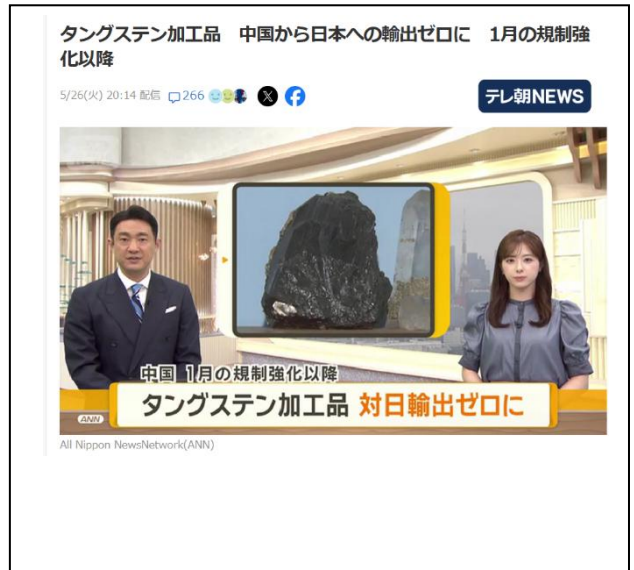 タングステン加工品　中国から日本への輸出ゼロに　1月の規制強
化以降
5/26(火) 20:14 配信 266
テレ朝NEWS
中国 1月の規制強化以降
タングステン加工品 対日輸出ゼロに
ANN
All Nippon NewsNetwork(ANN)